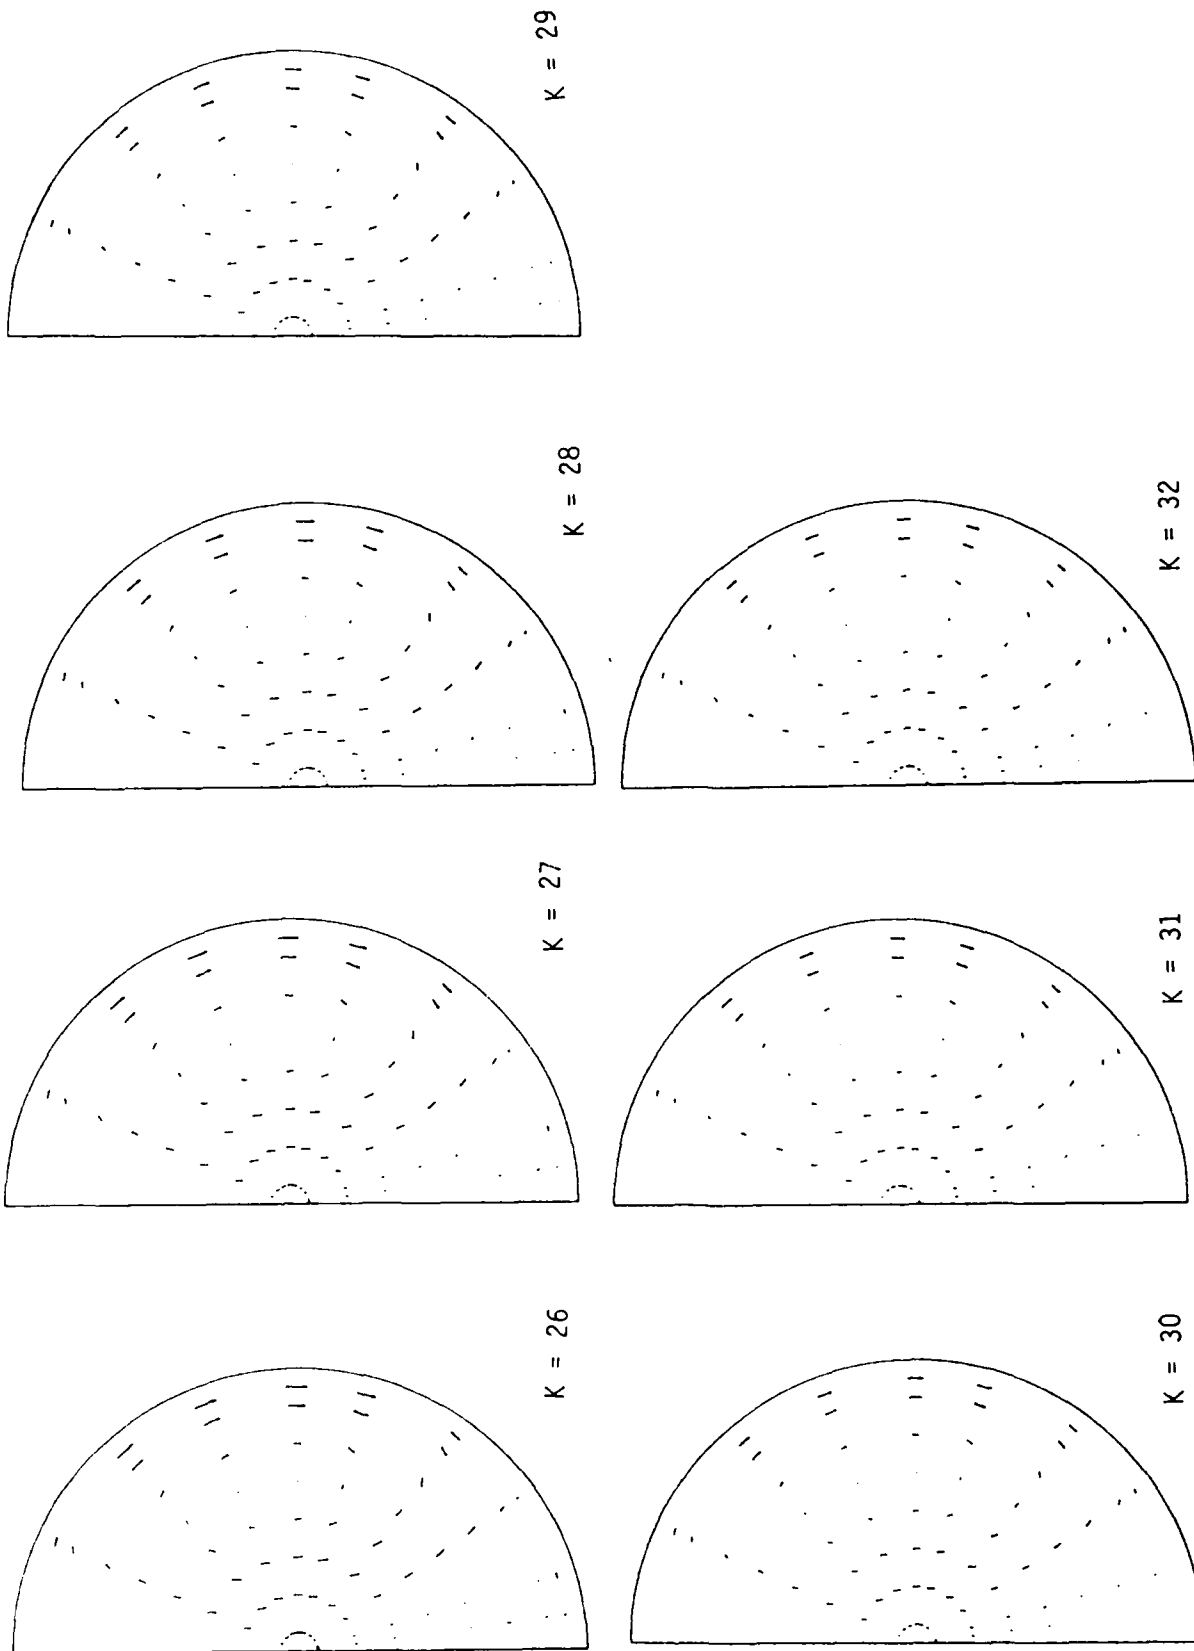 K = 26
K = 27
K = 28
K = 29
K = 30
K = 31
K = 32